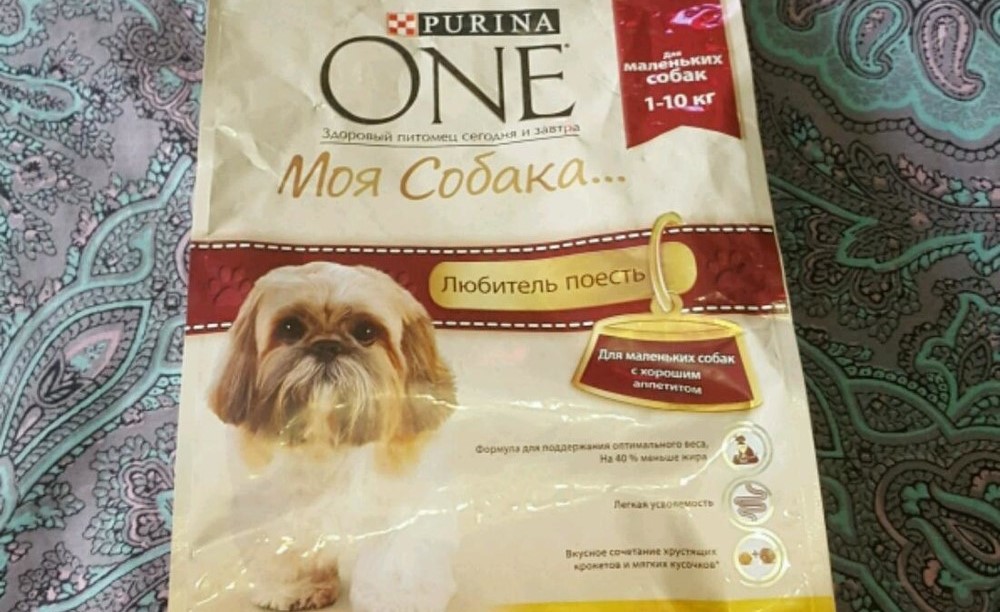 PURINA
ONE
Здоровый питомец сегодня и завтра
Моя Собака...
Для
маленьких
собак
1-10 кг
Любитель поесть
Для маленьких собак
с хорошим
аппетитом
Формула для поддержания оптимального веса,
На 40 % меньше жира
Легкая усвояемость
Вкусное сочетание хрустящих
крокетов и мягких кусочков*